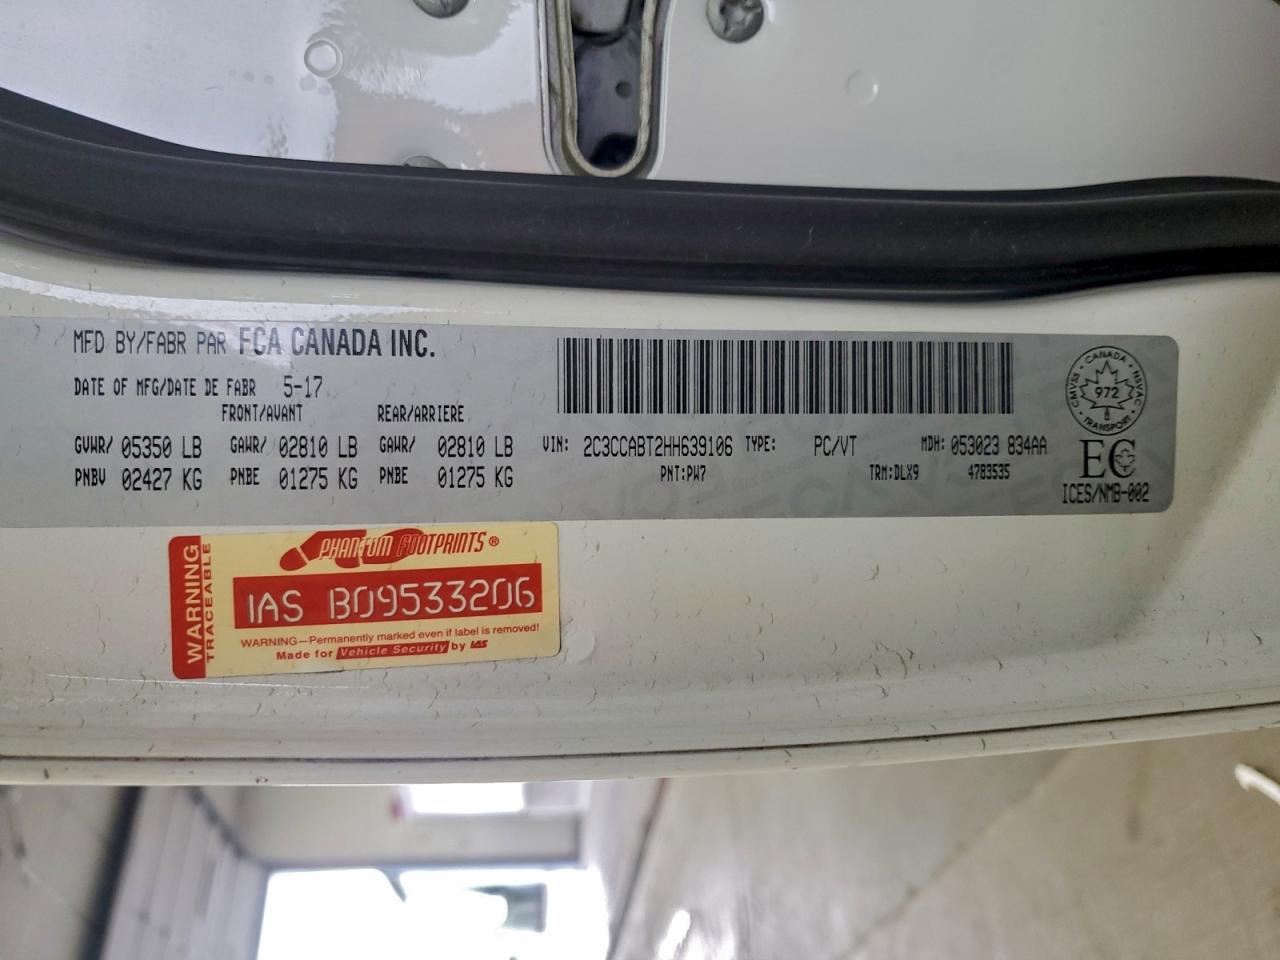 MFD BY/FABR PAR FCA CANADA INC.
DATE OF MFG/DATE DE FABR 5-17
FRONT/AVANT REAR/ARRIERE
GVWR/ 05350 LB GAWR/ 02810 LB GAWR/ 02810 LB VIN: 2C3CCABT2HH639106 TYPE: PC/VT MDH: 053023 834AA
PNBV 02427 KG PNBE 01275 KG PNBE 01275 KG PNT:PW7 TRM:DLX9 4783535
CANADA
CMVSS NSVAC
972
TRANSPORT
EC
ICES/NMB-002
WARNING
TRACEABLE
PHANTOM FOOTPRINTS®
IAS B09533206
WARNING—Permanently marked even if label is removed!
Made for Vehicle Security by IAS